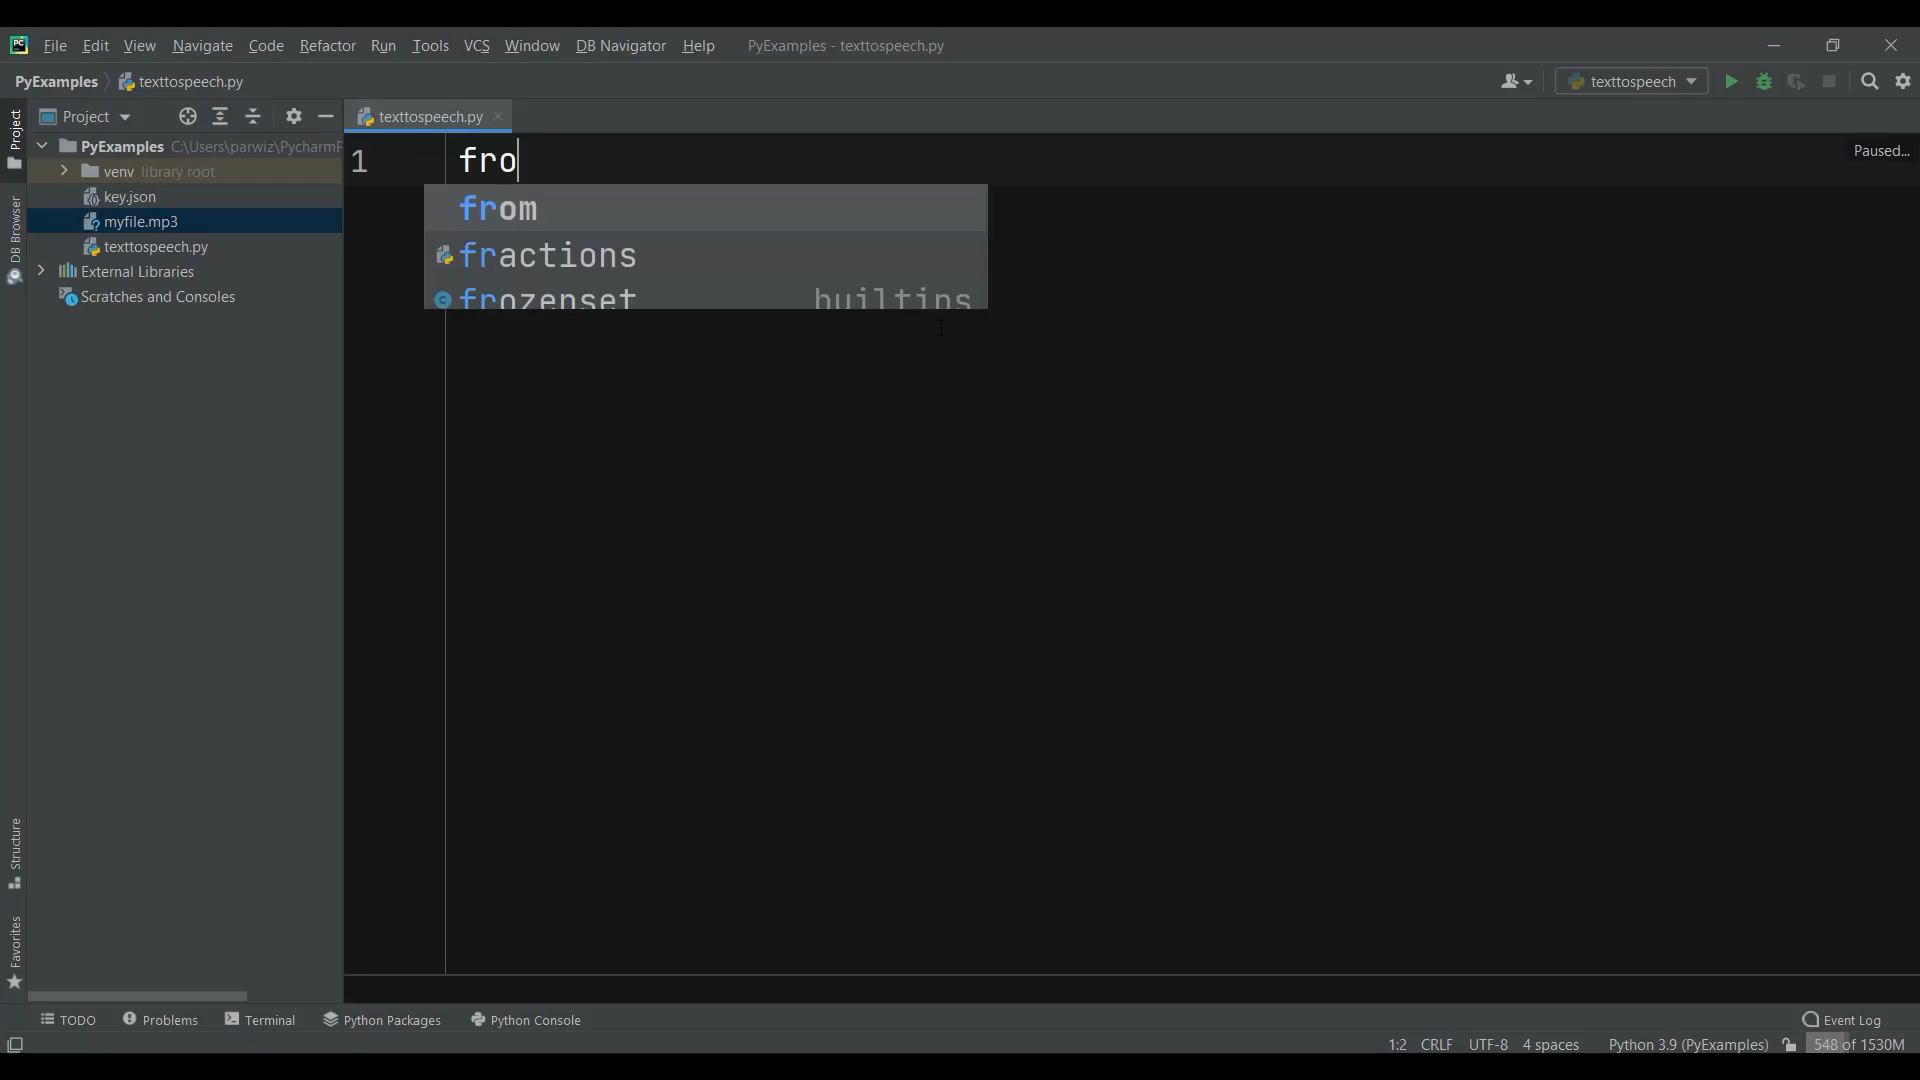 File Edit View Navigate Code Refactor Run Tools VCS Window DB Navigator Help PyExamples - texttospeech.py
PyExamples texttospeech.py texttospeech
Project
texttospeech.py
Project
PyExamples C:\Users\parwiz\PycharmP
venv library root
key.json
myfile.mp3
texttospeech.py
External Libraries
Scratches and Consoles
DB Browser
Structure
Favorites
1 fro
Paused...
from
fractions
frozenset builtins
TODO Problems Terminal Python Packages Python Console Event Log
1:2 CRLF UTF-8 4 spaces Python 3.9 (PyExamples) 548 of 1530M